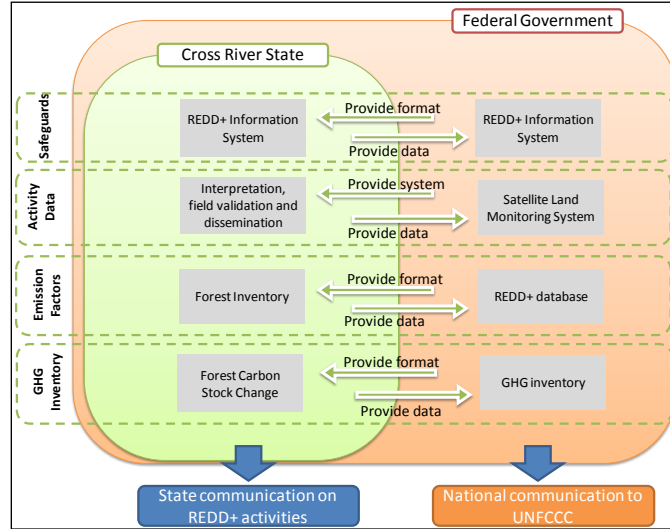 Federal Government
Cross River State
Safeguards
REDD+ Information
System
Provide format
Provide data
REDD+ Information
System
Activity
Data
Interpretation,
field validation and
dissemination
Provide system
Provide data
Satellite Land
Monitoring System
Emission
Factors
Forest Inventory
Provide format
Provide data
REDD+ database
GHG
Inventory
Forest Carbon
Stock Change
Provide format
Provide data
GHG inventory
State communication on
REDD+ activities
National communication to
UNFCCC